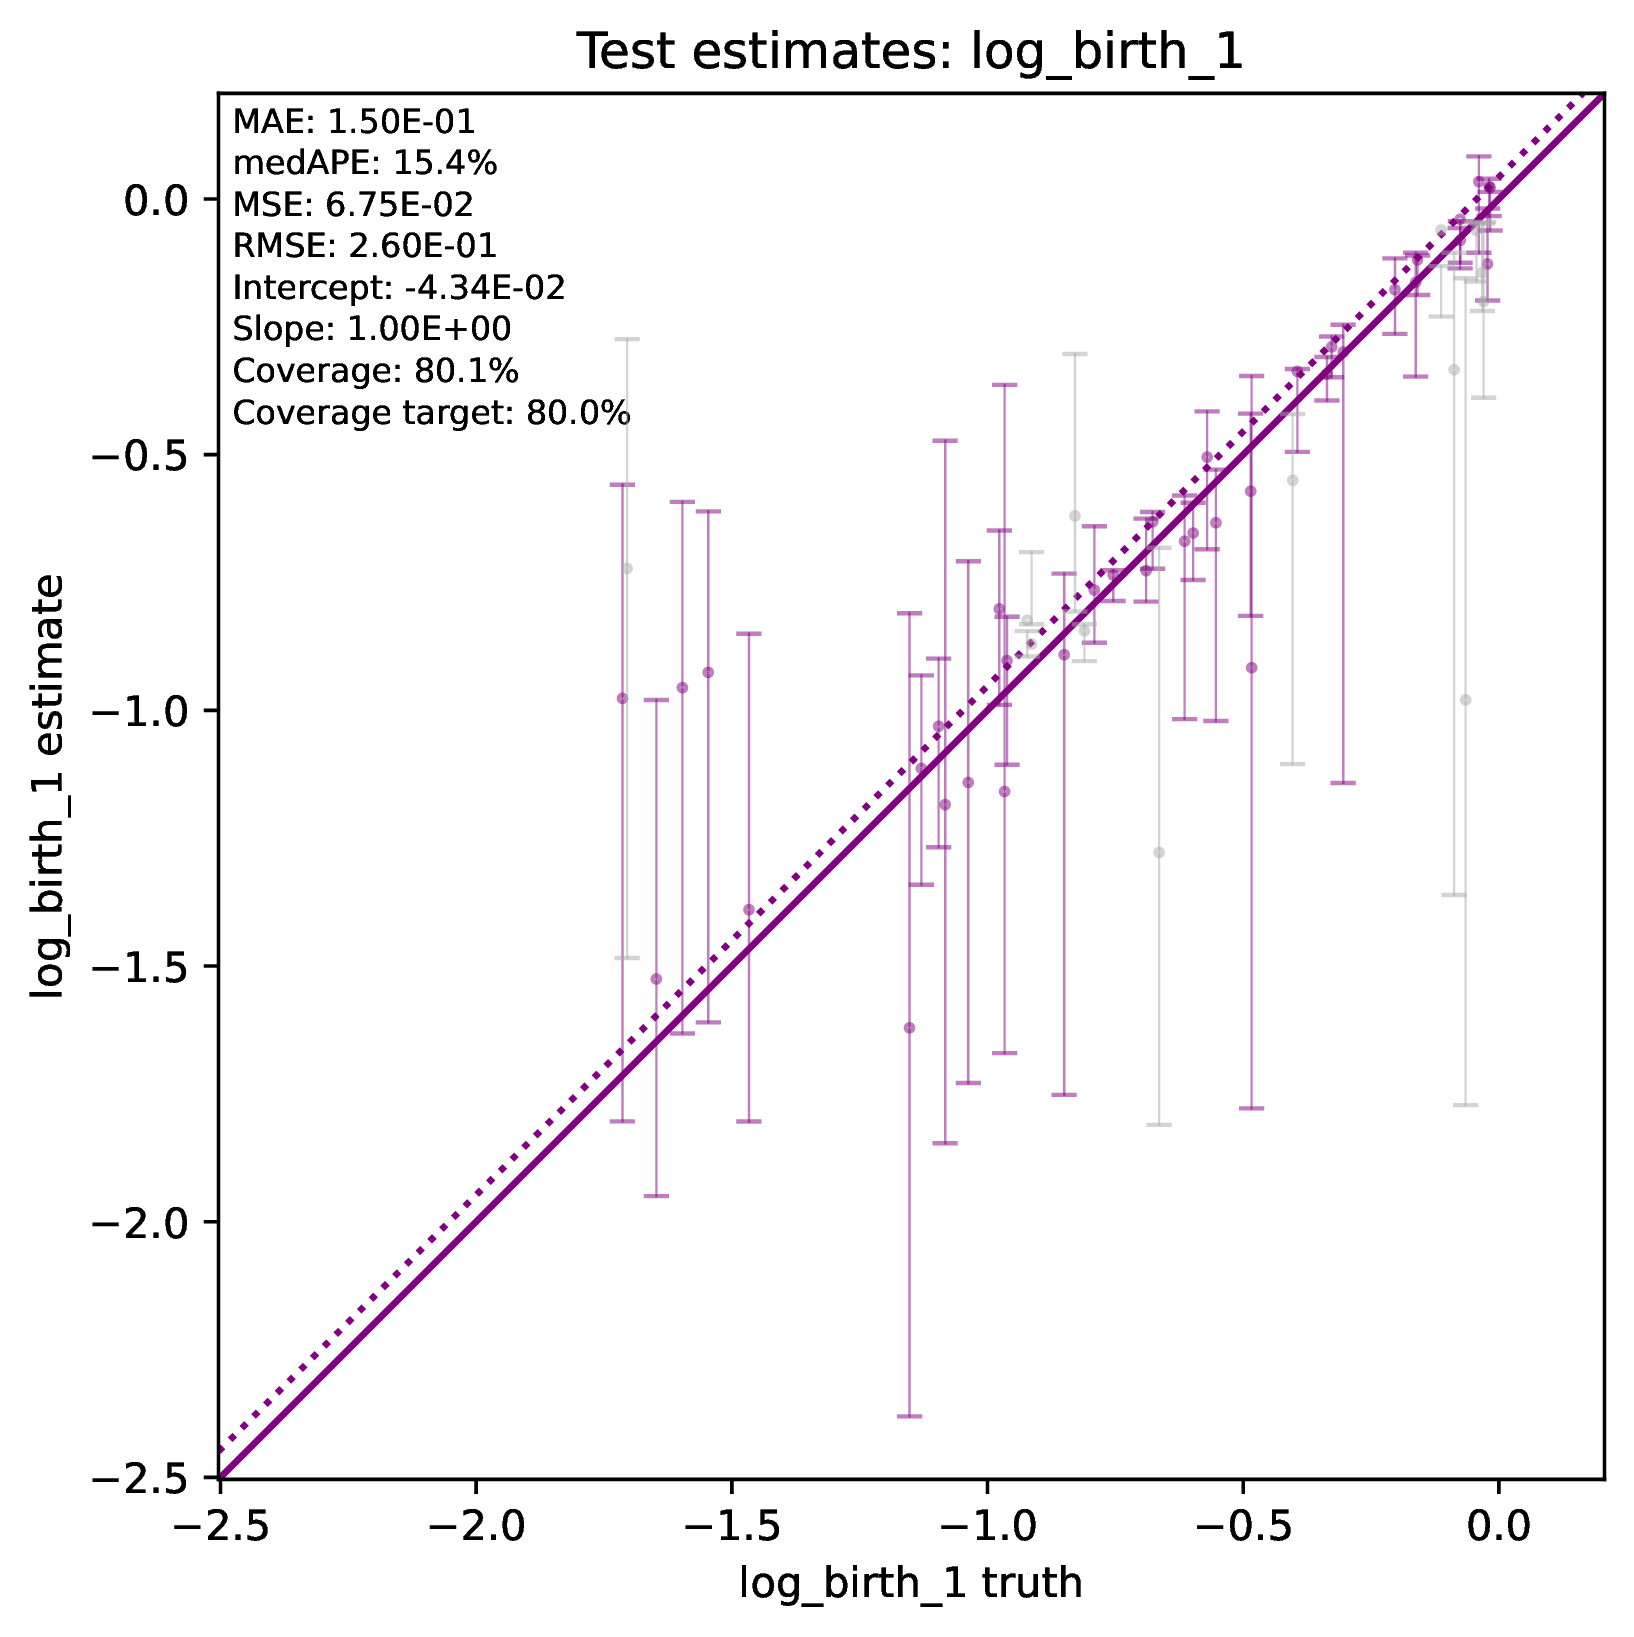 Test estimates: log_birth_1
MAE: 1.50E-01
medAPE: 15.4%
MSE: 6.75E-02
RMSE: 2.60E-01
Intercept: -4.34E-02
Slope: 1.00E+00
Coverage: 80.1%
Coverage target: 80.0%
0.0
−0.5
−1.0
−1.5
−2.0
−2.5
log_birth_1 estimate
−2.5 −2.0 −1.5 −1.0 −0.5 0.0
log_birth_1 truth